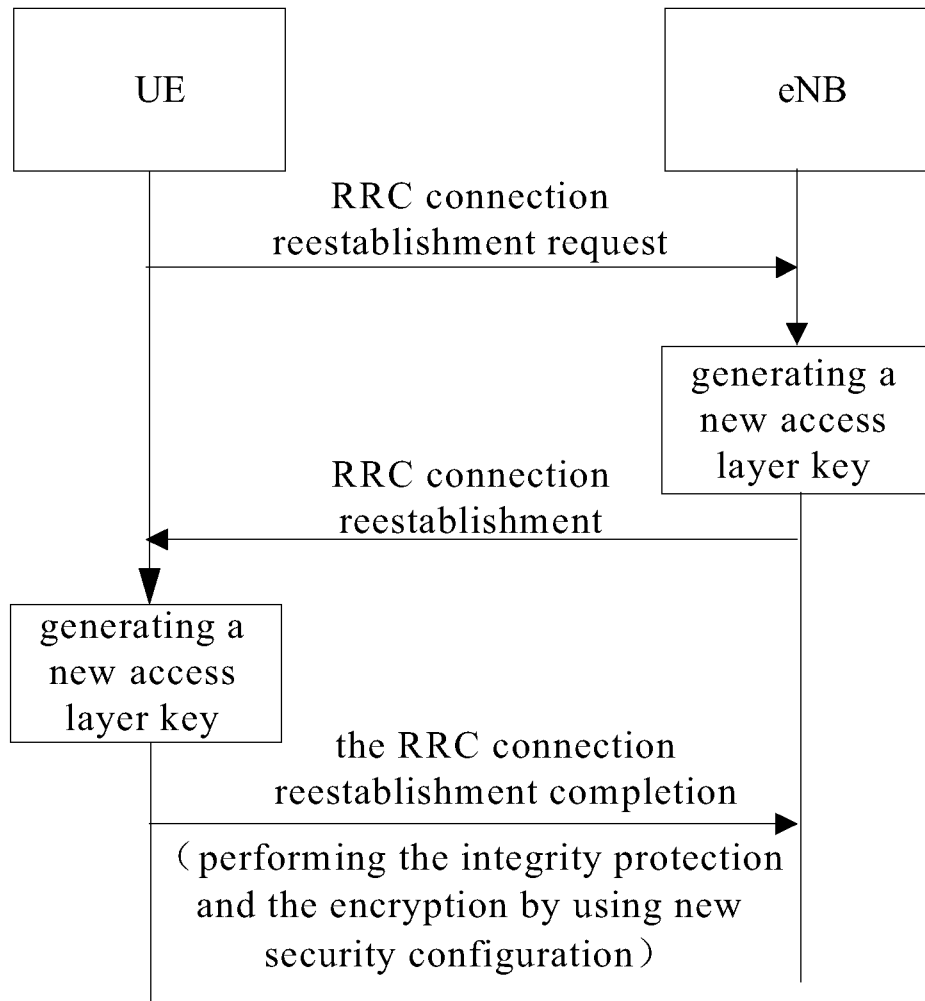 UE
eNB
RRC connection
reestablishment request
generating a
new access
layer key
RRC connection
reestablishment
generating a
new access
layer key
the RRC connection
reestablishment completion
（performing the integrity protection
and the encryption by using new
security configuration）